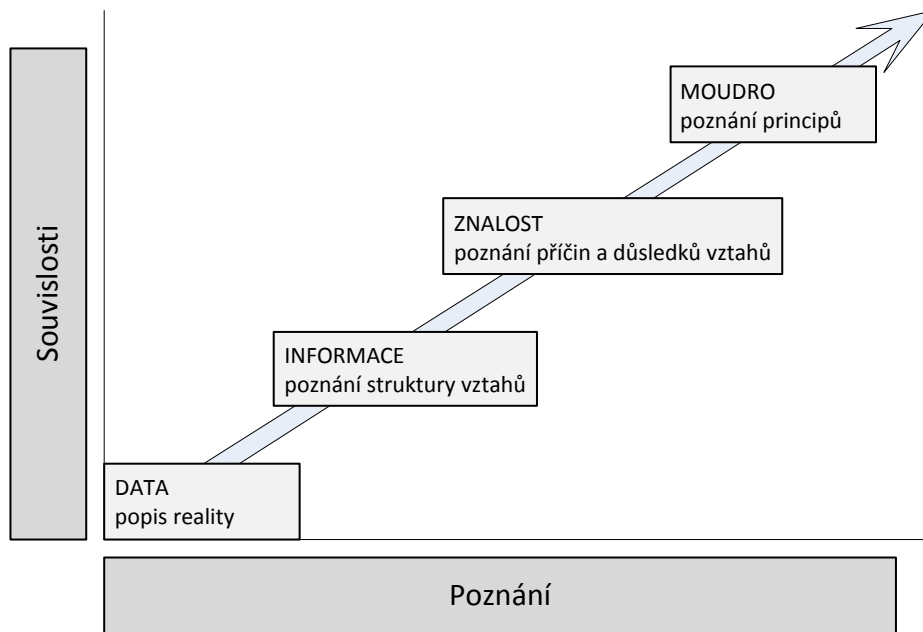 MOUDRO
poznání principů
ZNALOST
poznání příčin a důsledků vztahů
INFORMACE
poznání struktury vztahů
DATA
popis reality
Souvislosti
Poznání